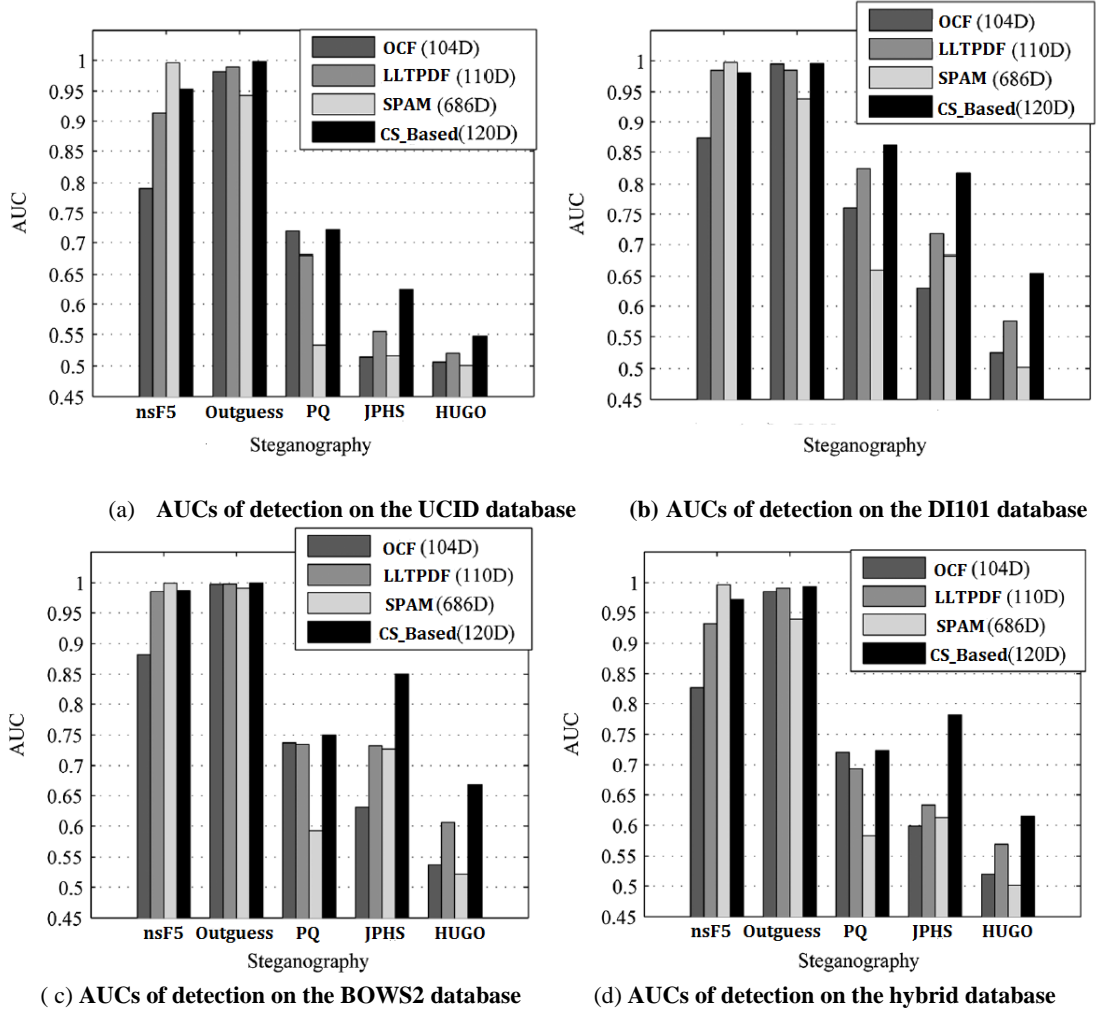 OCF (104D)
LLTPDF (110D)
SPAM (686D)
CS_Based(120D)
1
0.95
0.9
0.85
0.8
0.75
0.7
0.65
0.6
0.55
0.5
0.45
AUC
nsF5 Outguess PQ JPHS HUGO
Steganography
(a) AUCs of detection on the UCID database
OCF (104D)
LLTPDF (110D)
SPAM (686D)
CS_Based(120D)
1
0.95
0.9
0.85
0.8
0.75
0.7
0.65
0.6
0.55
0.5
0.45
AUC
Steganography
(b) AUCs of detection on the DI101 database
OCF (104D)
LLTPDF (110D)
SPAM (686D)
CS_Based(120D)
1
0.95
0.9
0.85
0.8
0.75
0.7
0.65
0.6
0.55
0.5
0.45
AUC
nsF5 Outguess PQ JPHS HUGO
Steganography
( c) AUCs of detection on the BOWS2 database
OCF (104D)
LLTPDF (110D)
SPAM (686D)
CS_Based(120D)
1
0.95
0.9
0.85
0.8
0.75
0.7
0.65
0.6
0.55
0.5
0.45
AUC
nsF5 Outguess PQ JPHS HUGO
Steganography
(d) AUCs of detection on the hybrid database